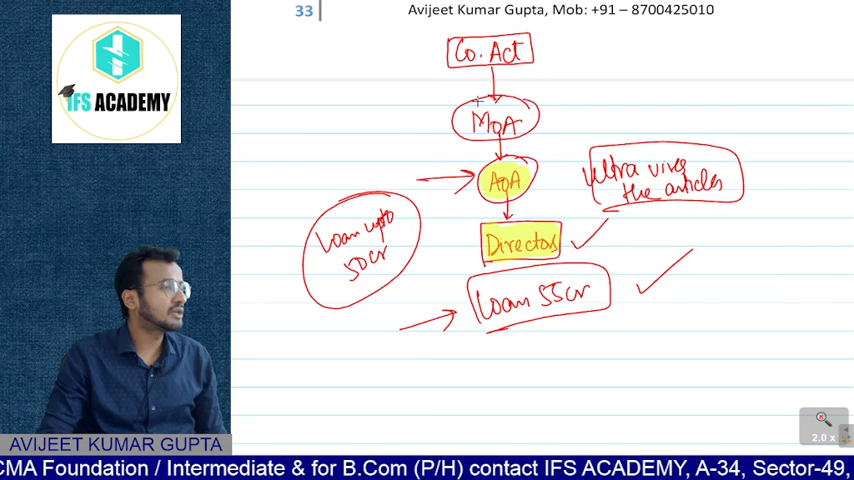 33
Avijeet Kumar Gupta, Mob: +91 – 8700425010
IFS ACADEMY
Co. Act
MoA
AoA
Ultra vires
the articles
Loan upto
50cr
Directors
Loan 55cr
2.0 x
AVIJEET KUMAR GUPTA
CMA Foundation / Intermediate & for B.Com (P/H) contact IFS ACADEMY, A-34, Sector-49,